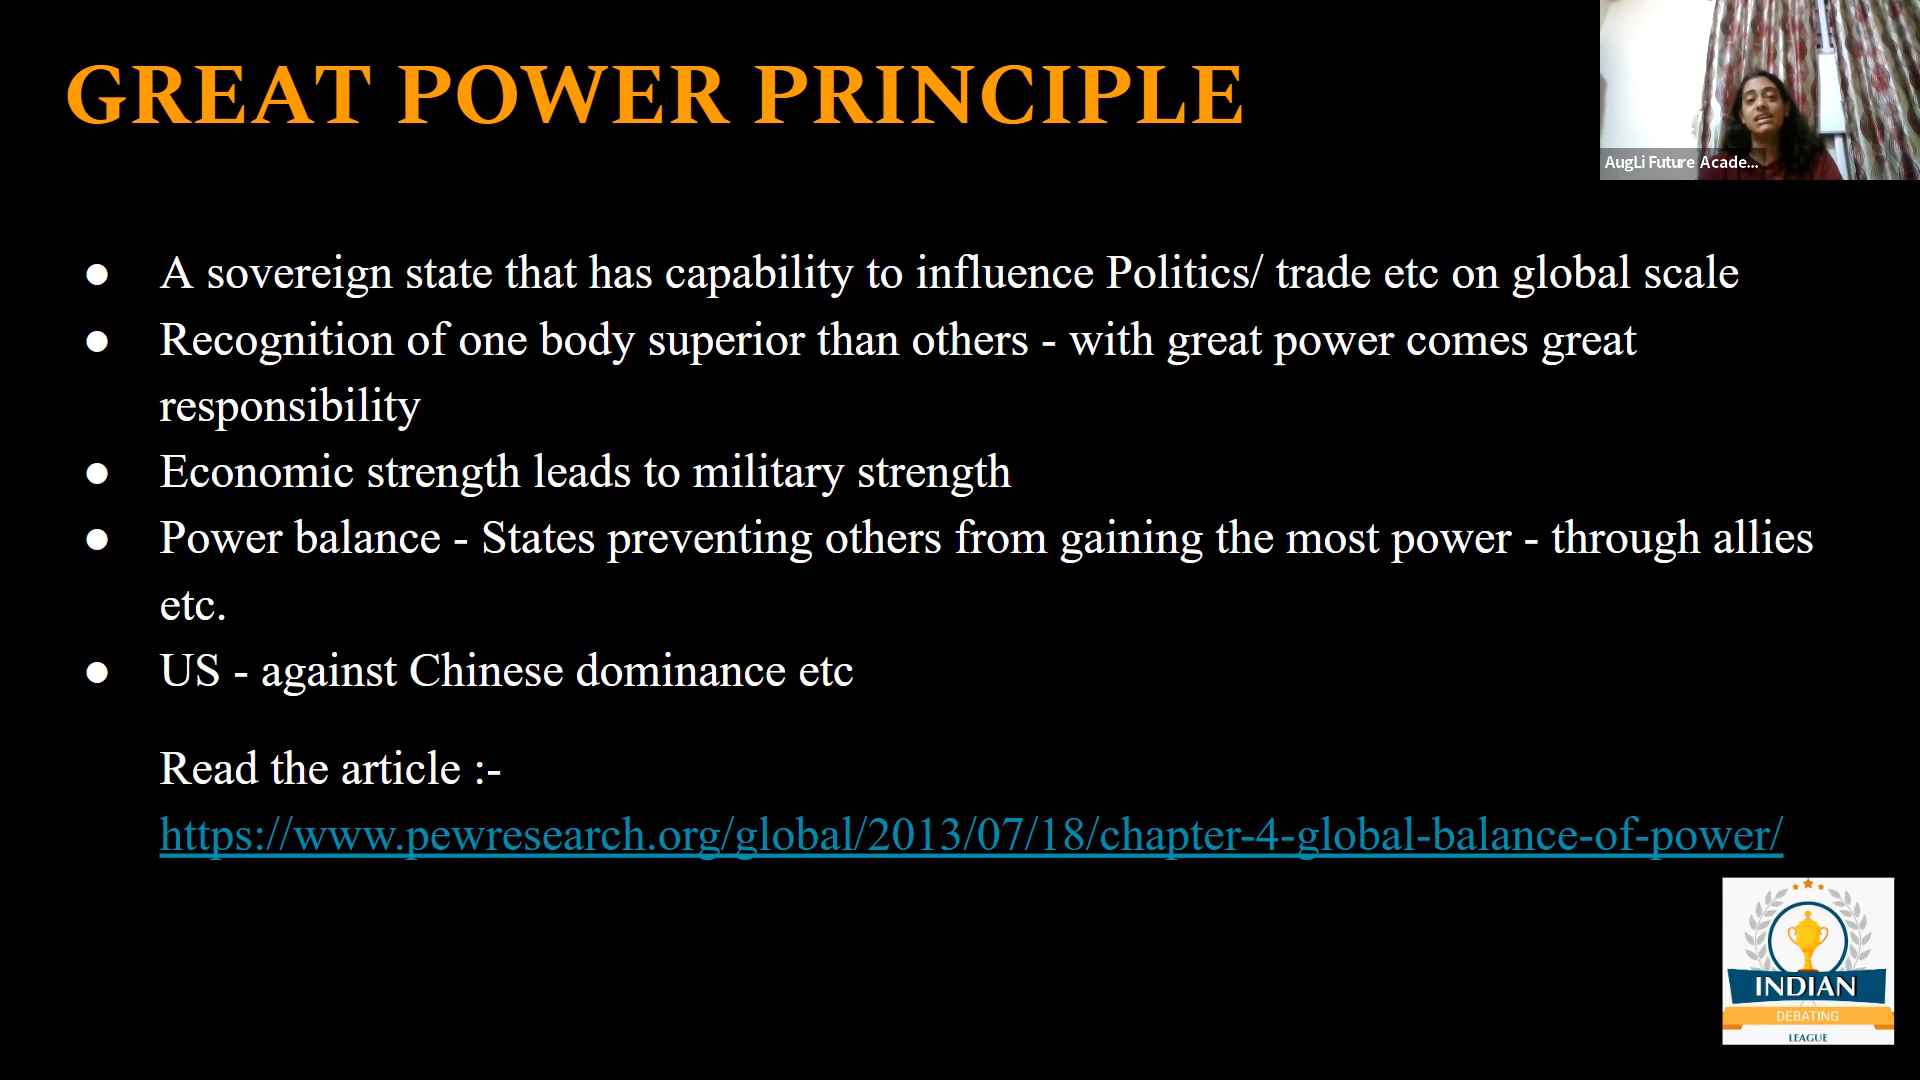 GREAT POWER PRINCIPLE
AugLi Future Acade...
● A sovereign state that has capability to influence Politics/ trade etc on global scale
● Recognition of one body superior than others - with great power comes great
responsibility
● Economic strength leads to military strength
● Power balance - States preventing others from gaining the most power - through allies
etc.
● US - against Chinese dominance etc
Read the article :-
https://www.pewresearch.org/global/2013/07/18/chapter-4-global-balance-of-power/
INDIAN
DEBATING
LEAGUE